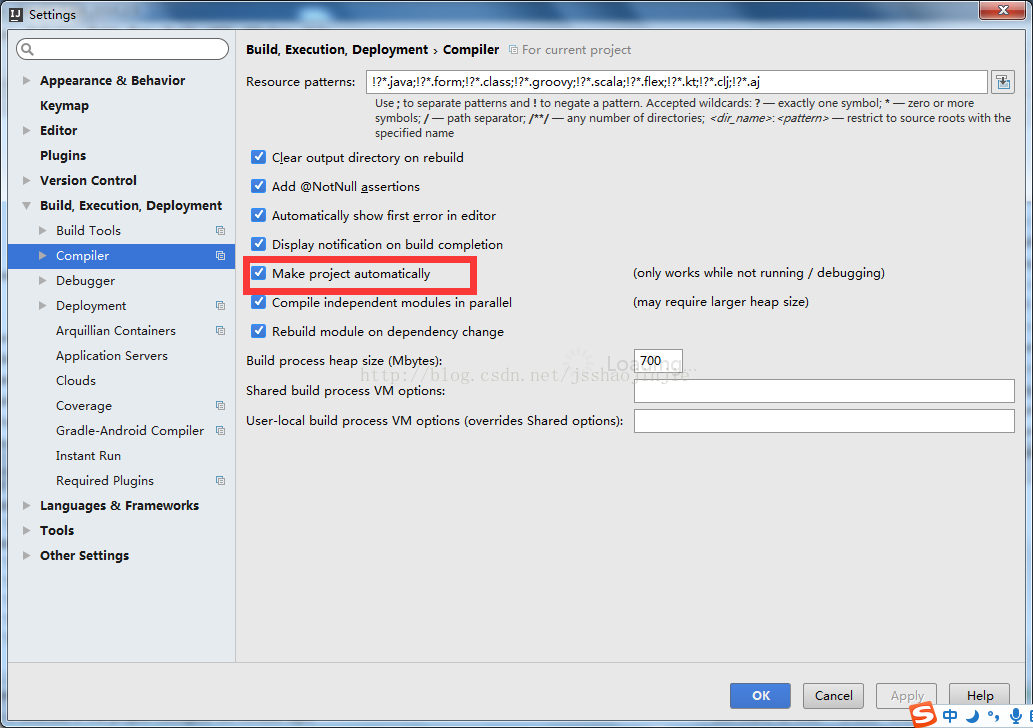 Settings
Build, Execution, Deployment › Compiler For current project
Appearance & Behavior
Keymap
Editor
Plugins
Version Control
Build, Execution, Deployment
Build Tools
Compiler
Debugger
Deployment
Arquillian Containers
Application Servers
Clouds
Coverage
Gradle-Android Compiler
Instant Run
Required Plugins
Languages & Frameworks
Tools
Other Settings
Resource patterns: !?*.java;!?*.form;!?*.class;!?*.groovy;!?*.scala;!?*.flex;!?*.kt;!?*.clj;!?*.aj
Use ; to separate patterns and ! to negate a pattern. Accepted wildcards: ? — exactly one symbol; * — zero or more
symbols; / — path separator; /**/ — any number of directories; <dir_name>:<pattern> — restrict to source roots with the
specified name
Clear output directory on rebuild
Add @NotNull assertions
Automatically show first error in editor
Display notification on build completion
Make project automatically (only works while not running / debugging)
Compile independent modules in parallel (may require larger heap size)
Rebuild module on dependency change
Build process heap size (Mbytes): 700
Loading...
http://blog.csdn.net/jsshaojinjie
Shared build process VM options:
User-local build process VM options (overrides Shared options):
OK Cancel Apply Help
S 中